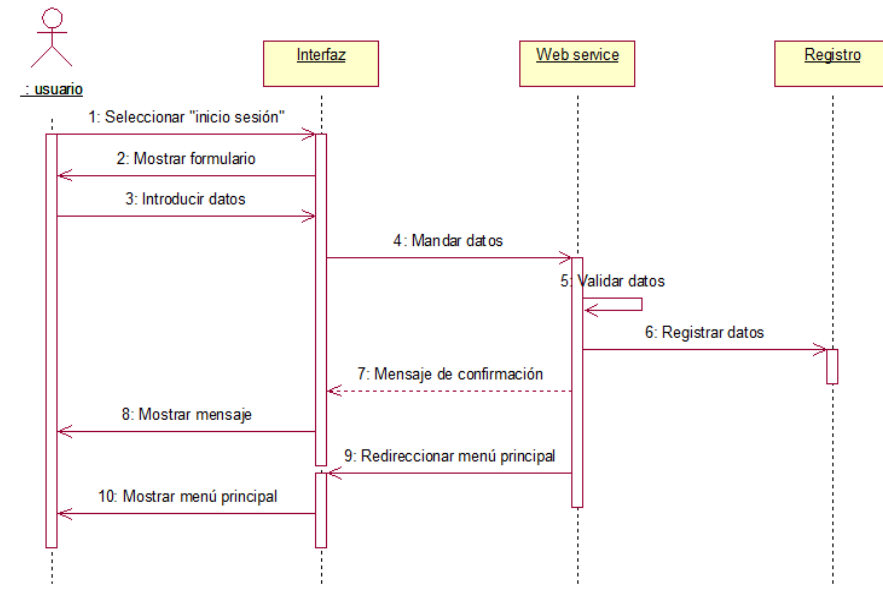 Interfaz
Web service
Registro
: usuario
1: Seleccionar "inicio sesión"
2: Mostrar formulario
3: Introducir datos
4: Mandar datos
5: Validar datos
6: Registrar datos
7: Mensaje de confirmación
8: Mostrar mensaje
9: Redireccionar menú principal
10: Mostrar menú principal